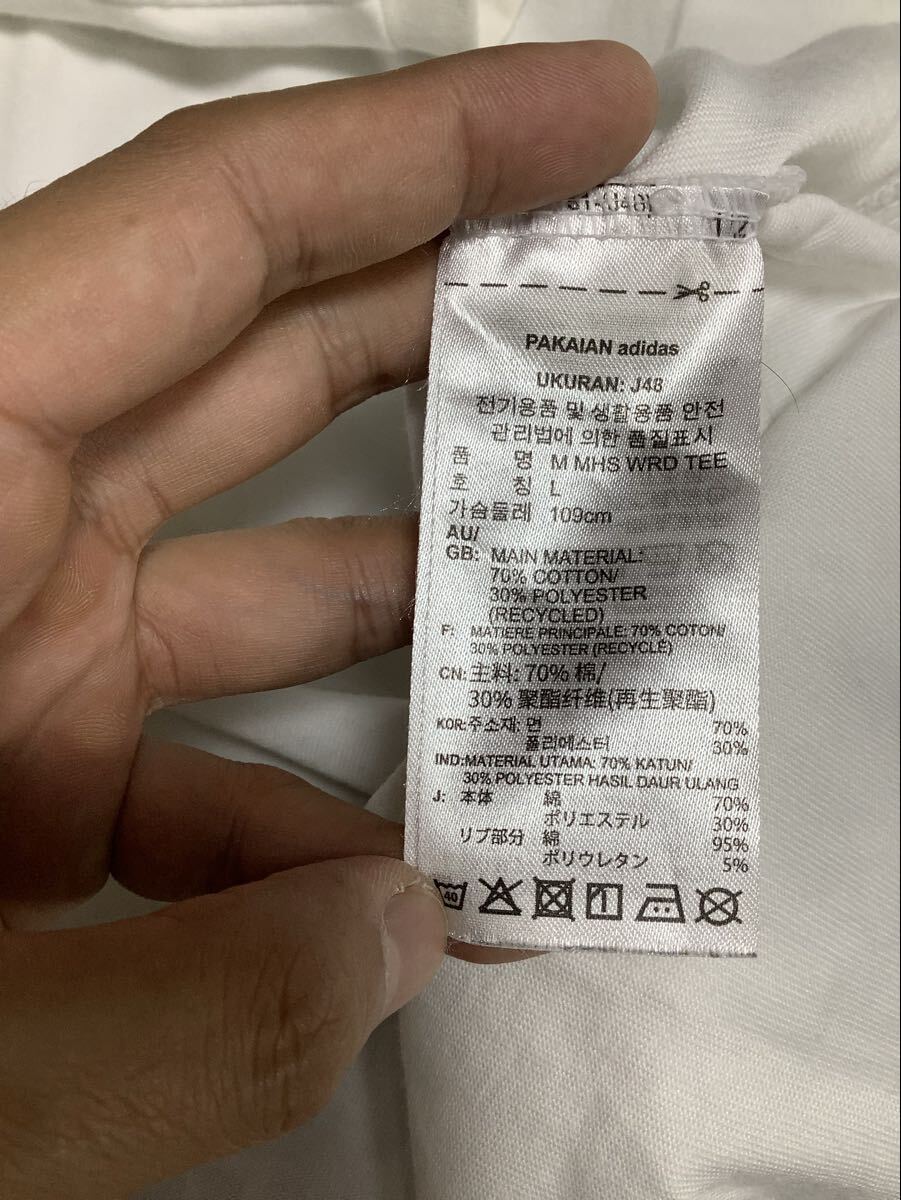 PAKAIAN adidas
UKURAN: J48
전기용품 및 생활용품 안전
관리법에 의한 품질표시
품 명 M MHS WRD TEE
호 칭 L
가슴둘레 109cm
AU/
GB: MAIN MATERIAL:
70% COTTON/
30% POLYESTER
(RECYCLED)
F: MATIERE PRINCIPALE: 70% COTON/
30% POLYESTER (RECYCLÉ)
CN: 主料: 70% 棉/
30% 聚酯纤维(再生聚酯)
KOR: 주소재: 면 70%
폴리에스터 30%
IND:MATERIAL UTAMA: 70% KATUN/
30% POLYESTER HASIL DAUR ULANG
J: 本体 綿 70%
ポリエステル 30%
リブ部分 綿 95%
ポリウレタン 5%
40